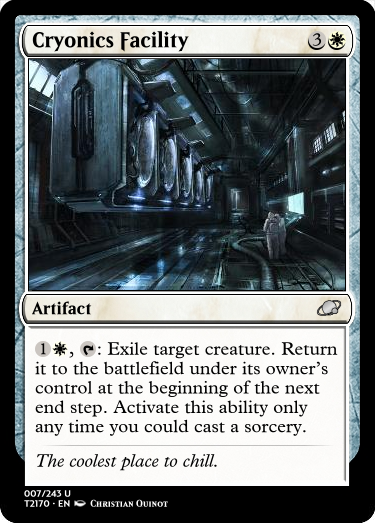 Cryonics Facility 3
Artifact
1, : Exile target creature. Return
it to the battlefield under its owner's
control at the beginning of the next
end step. Activate this ability only
any time you could cast a sorcery.
The coolest place to chill.
007/243 U
T2170 · EN Christian Quinot